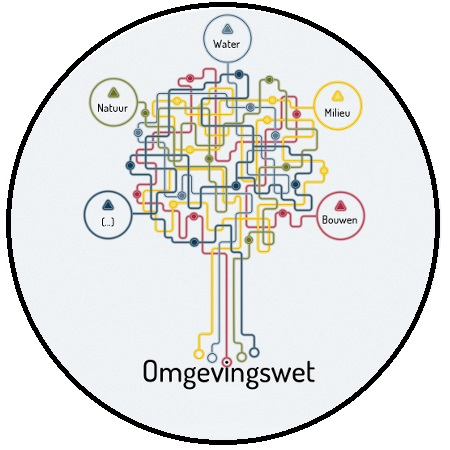 Water
Natuur
Milieu
(...)
Bouwen
Omgevingswet